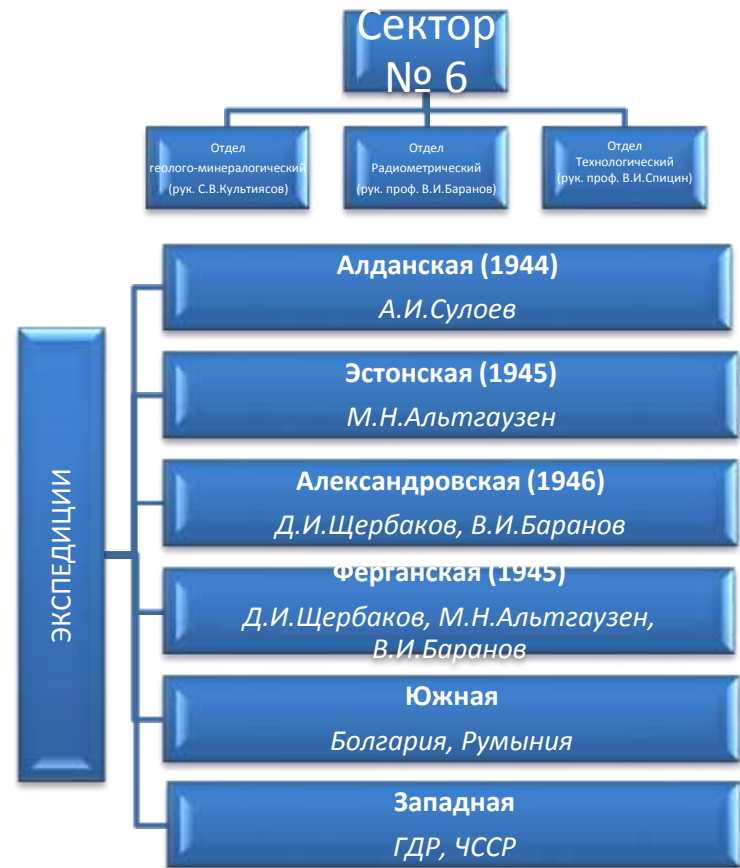 Сектор
№ 6
Отдел
геолого-минералогический
(рук. С.В.Культиясов)
Отдел
Радиометрический
(рук. проф. В.И.Баранов)
Отдел
Технологический
(рук. проф. В.И.Спицин)
ЭКСПЕДИЦИИ
Алданская (1944)
А.И.Сулоев
Эстонская (1945)
М.Н.Альтгаузен
Александровская (1946)
Д.И.Щербаков, В.И.Баранов
Ферганская (1945)
Д.И.Щербаков, М.Н.Альтгаузен,
В.И.Баранов
Южная
Болгария, Румыния
Западная
ГДР, ЧССР